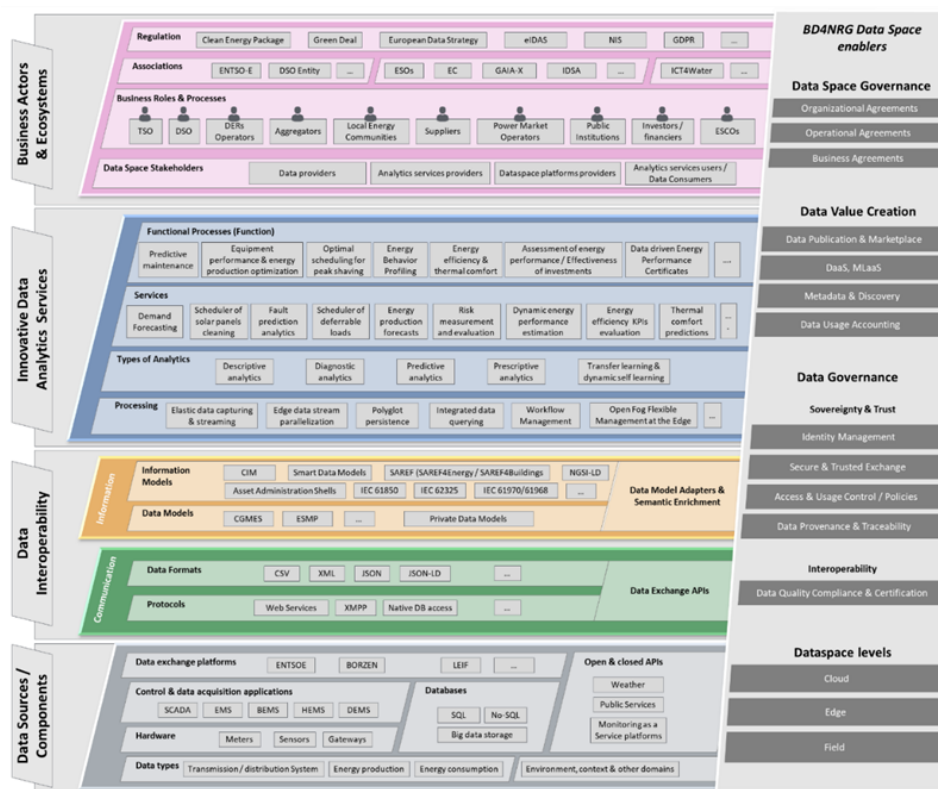 Business Actors
& Ecosystems
Regulation
Clean Energy Package
Green Deal
European Data Strategy
eIDAS
NIS
GDPR
...
Associations
ENTSO-E
DSO Entity
...
ESOs
EC
GAIA-X
IDSA
...
ICT4Water
...
Business Roles & Processes
TSO
DSO
DERs
Operators
Aggregators
Local Energy
Communities
Suppliers
Power Market
Operators
Public
Institutions
Investors /
financiers
ESCOs
Data Space Stakeholders
Data providers
Analytics services providers
Dataspace platforms providers
Analytics services users /
Data Consumers
Innovative Data
Analytics Services
Functional Processes (Function)
Predictive
maintenance
Equipment
performance & energy
production optimization
Optimal
scheduling for
peak shaving
Energy
Behavior
Profiling
Energy
efficiency &
thermal comfort
Assessment of energy
performance / Effectiveness
of investments
Data driven Energy
Performance
Certificates
....
Services
Demand
Forecasting
Scheduler of
solar panels
cleaning
Fault
prediction
analytics
Scheduler of
deferrable
loads
Energy
production
forecasts
Risk
measurement
and evaluation
Dynamic energy
performance
estimation
Energy
efficiency KPIs
evaluation
Thermal
comfort
predictions
...
.
Types of Analytics
Descriptive
analytics
Diagnostic
analytics
Predictive
analytics
Prescriptive
analytics
Transfer learning &
dynamic self learning
Processing
Elastic data capturing
& streaming
Edge data stream
parallelization
Polyglot
persistence
Integrated data
querying
Workflow
Management
Open Fog Flexible
Management at the Edge
...
Data
Interoperability
Information
Information
Models
CIM
Smart Data Models
SAREF (SAREF4Energy / SAREF4Buildings
NGSI-LD
Asset Administration Shells
IEC 61850
IEC 62325
IEC 61970/61968
...
Data Models
CGMES
ESMP
...
Private Data Models
Data Model Adapters &
Semantic Enrichment
Communication
Data Formats
CSV
XML
JSON
JSON-LD
...
Protocols
Web Services
XMPP
Native DB access
...
Data Exchange APIs
Data Sources /
Components
Data exchange platforms
ENTSOE
BORZEN
LEIF
...
Control & data acquisition applications
SCADA
EMS
BEMS
HEMS
DEMS
Hardware
Meters
Sensors
Gateways
Databases
SQL
No-SQL
Big data storage
Open & closed APIs
Weather
Public Services
Monitoring as a
Service platforms
Data types
Transmission / distribution System
Energy production
Energy consumption
Environment, context & other domains
BD4NRG Data Space
enablers
Data Space Governance
Organizational Agreements
Operational Agreements
Business Agreements
Data Value Creation
Data Publication & Marketplace
DaaS, MLaaS
Metadata & Discovery
Data Usage Accounting
Data Governance
Sovereignty & Trust
Identity Management
Secure & Trusted Exchange
Access & Usage Control / Policies
Data Provenance & Traceability
Interoperability
Data Quality Compliance & Certification
Dataspace levels
Cloud
Edge
Field